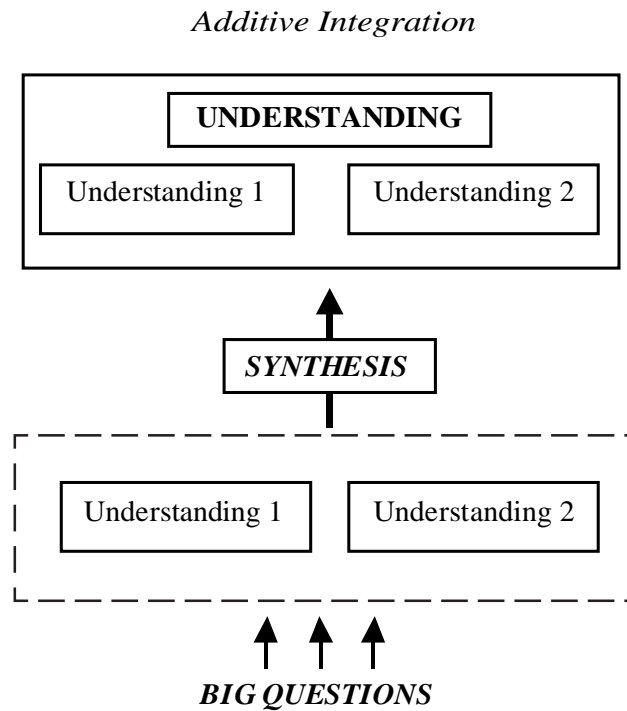 Additive Integration
UNDERSTANDING
Understanding 1 Understanding 2
SYNTHESIS
Understanding 1 Understanding 2
BIG QUESTIONS